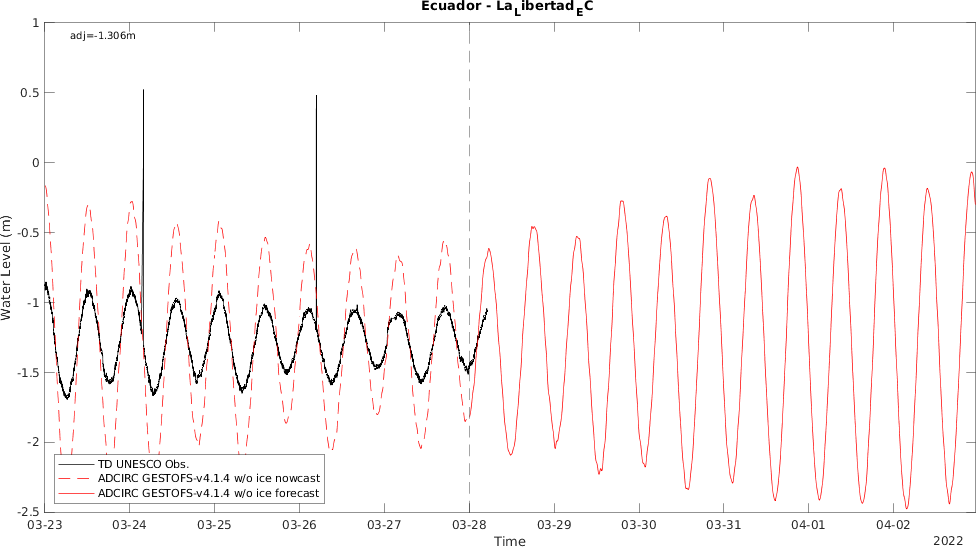 Ecuador - La_Libertad_EC
adj=-1.306m
1
0.5
0
-0.5
-1
-1.5
-2
-2.5
Water Level (m)
TD UNESCO Obs.
ADCIRC GESTOFS-v4.1.4 w/o ice nowcast
ADCIRC GESTOFS-v4.1.4 w/o ice forecast
03-23 03-24 03-25 03-26 03-27 03-28 03-29 03-30 03-31 04-01 04-02
Time
2022